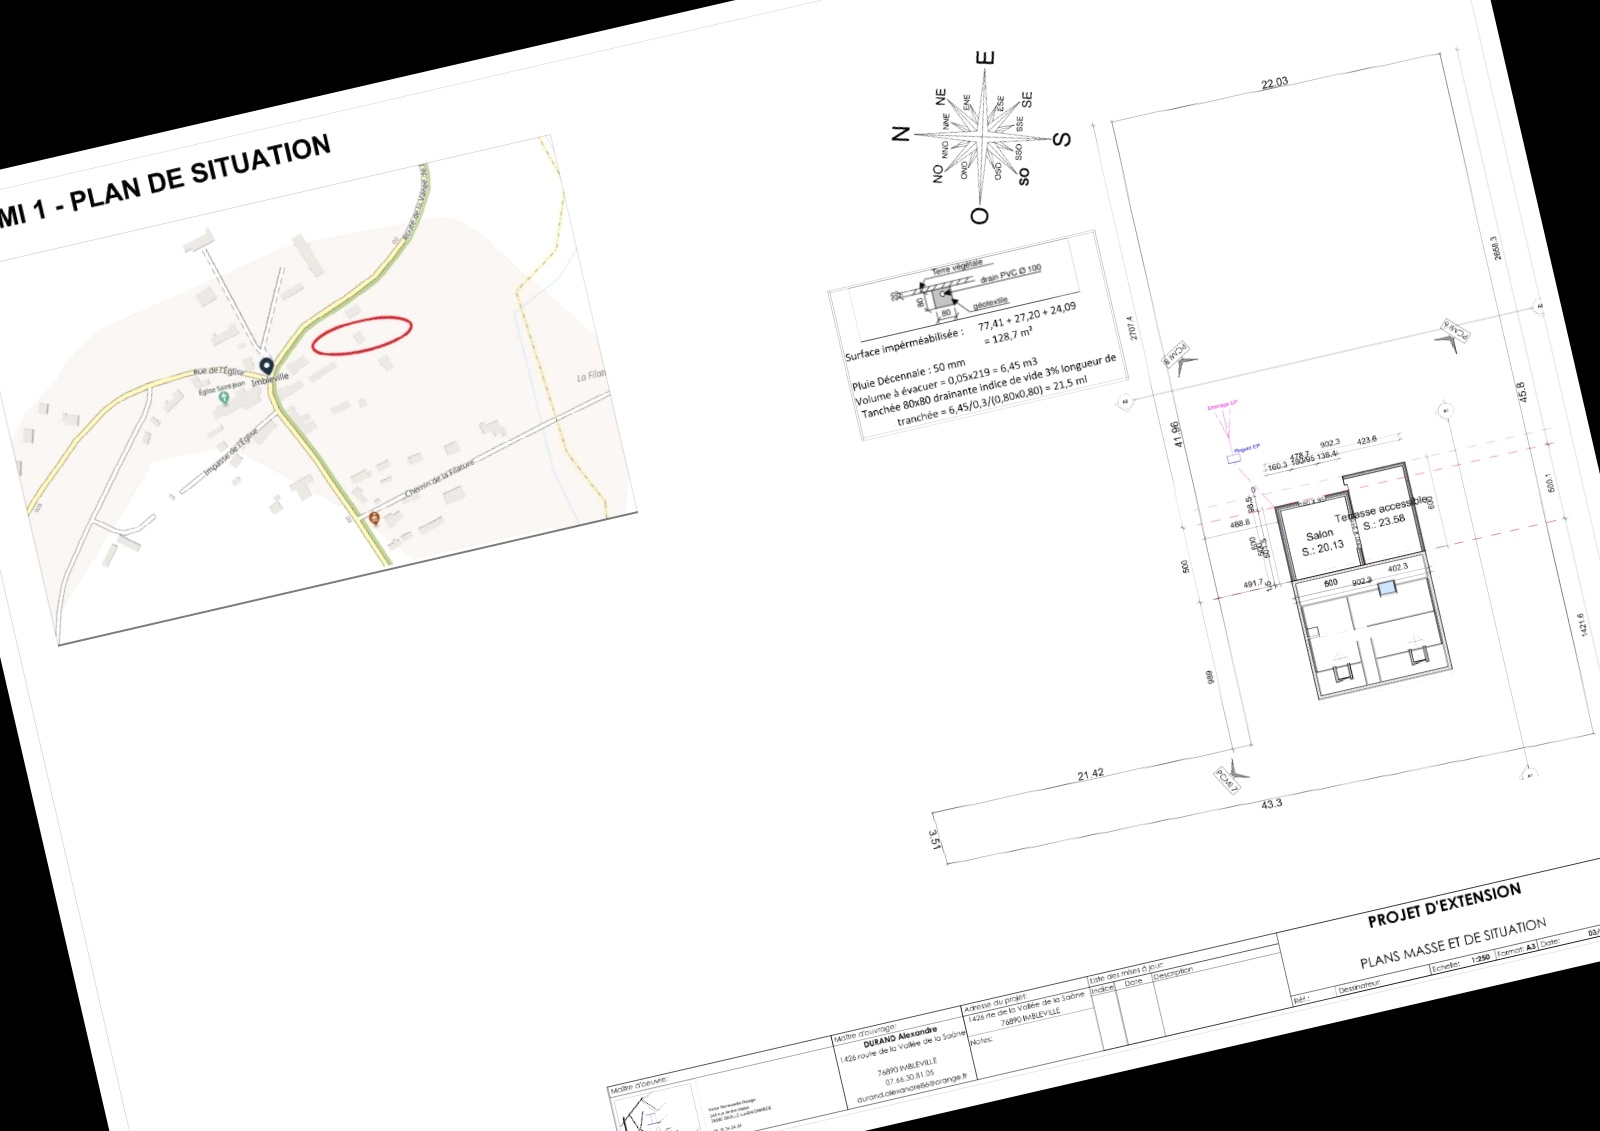 MI 1 - PLAN DE SITUATION
Route de la Vallée de
Rue de l'Église
Imbleville
Église Saint-Jean
Impasse de l'Église
Chemin de la Filature
La Filat
E
NE
ENE
ESE
SE
NNE
SSE
N
S
NNO
SSO
NO
ONO
OSO
SO
O
Terre végétale
drain PVC Ø 100
géotextile
80
80
Surface impérméabilisée :
77,41 + 27,20 + 24,09
= 128,7 m²
Pluie Décennale : 50 mm
Volume à évacuer = 0,05x219 = 6,45 m3
Tanchée 80x80 drainante indice de vide 3% longueur de
tranchée = 6,45/0,3/(0,80x0,80) = 21,5 ml
22.03
2658.3
2707.4
41.96
45.8
PCMI 8
PCMI 6
Regard EP
902.3
423.6
478.7
160.3
138.4
98.5
488.8
600
Salon
S.: 20.13
Terrasse accessible
S.: 23.58
600
500.1
500
491.7
600
902.3
402.3
1421.6
989
21.42
PCMI 7
43.3
3.51
PROJET D'EXTENSION
PLANS MASSE ET DE SITUATION
Réf.:
Dessinateur:
Echelle: 1:250
Format: A3
Date:
03/
Liste des mises à jour:
Indice
Date
Description
Adresse du projet:
1426 rte de la Vallée de la Saâne
76890 IMBLEVILLE
Notes:
Maître d'ouvrage:
DURAND Alexandre
1426 route de la Vallée de la Saâne
76890 IMBLEVILLE
07.66.30.81.05
durand.alexandre86@orange.fr
Maître d'oeuvre: